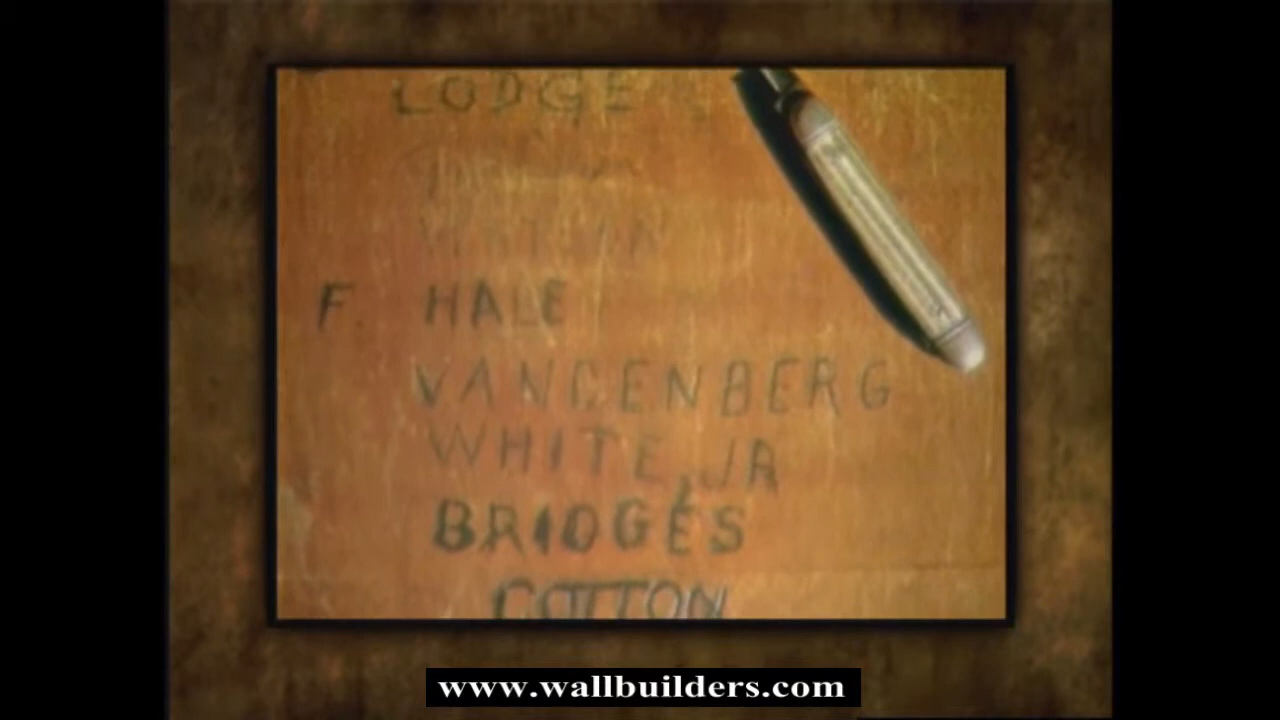 LODGE
F. HALE
VANDENBERG
WHITE, JR
BRIDGES
COTTON
www.wallbuilders.com